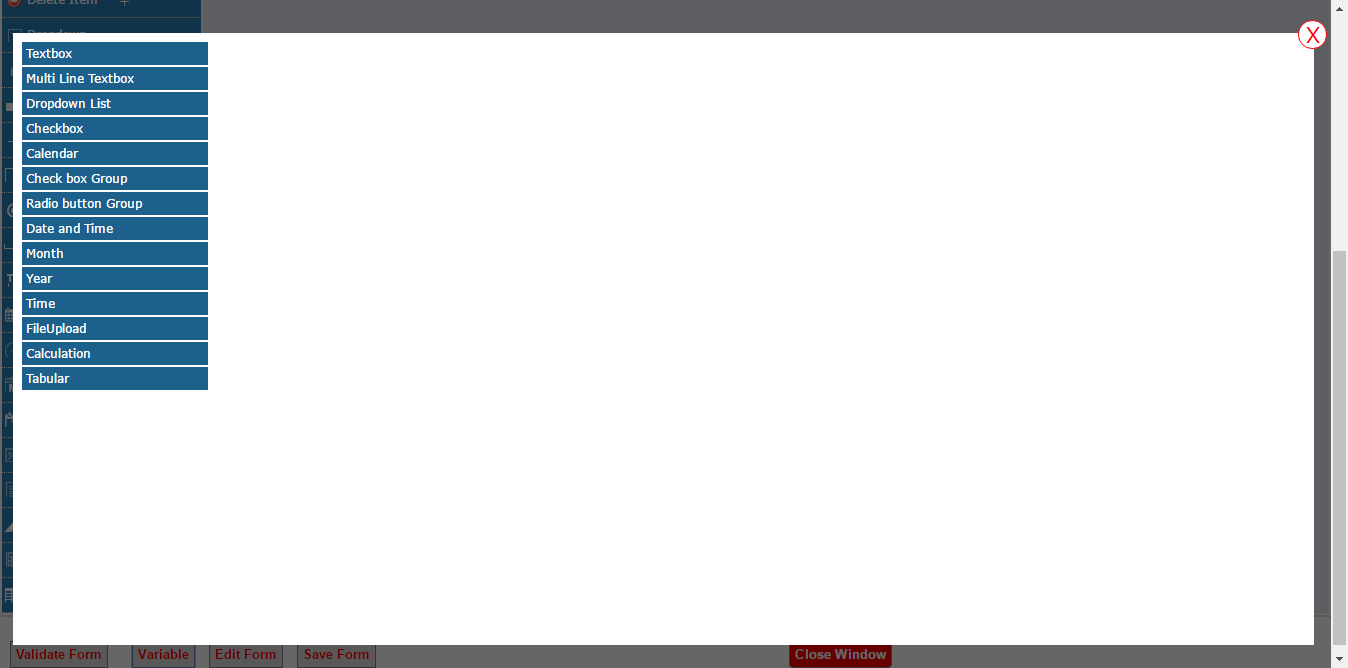 Delete Item +
Dropdown
X
Textbox
Multi Line Textbox
Dropdown List
Checkbox
Calendar
Check box Group
Radio button Group
Date and Time
Month
Year
Time
FileUpload
Calculation
Tabular
Validate Form Variable Edit Form Save Form Close Window